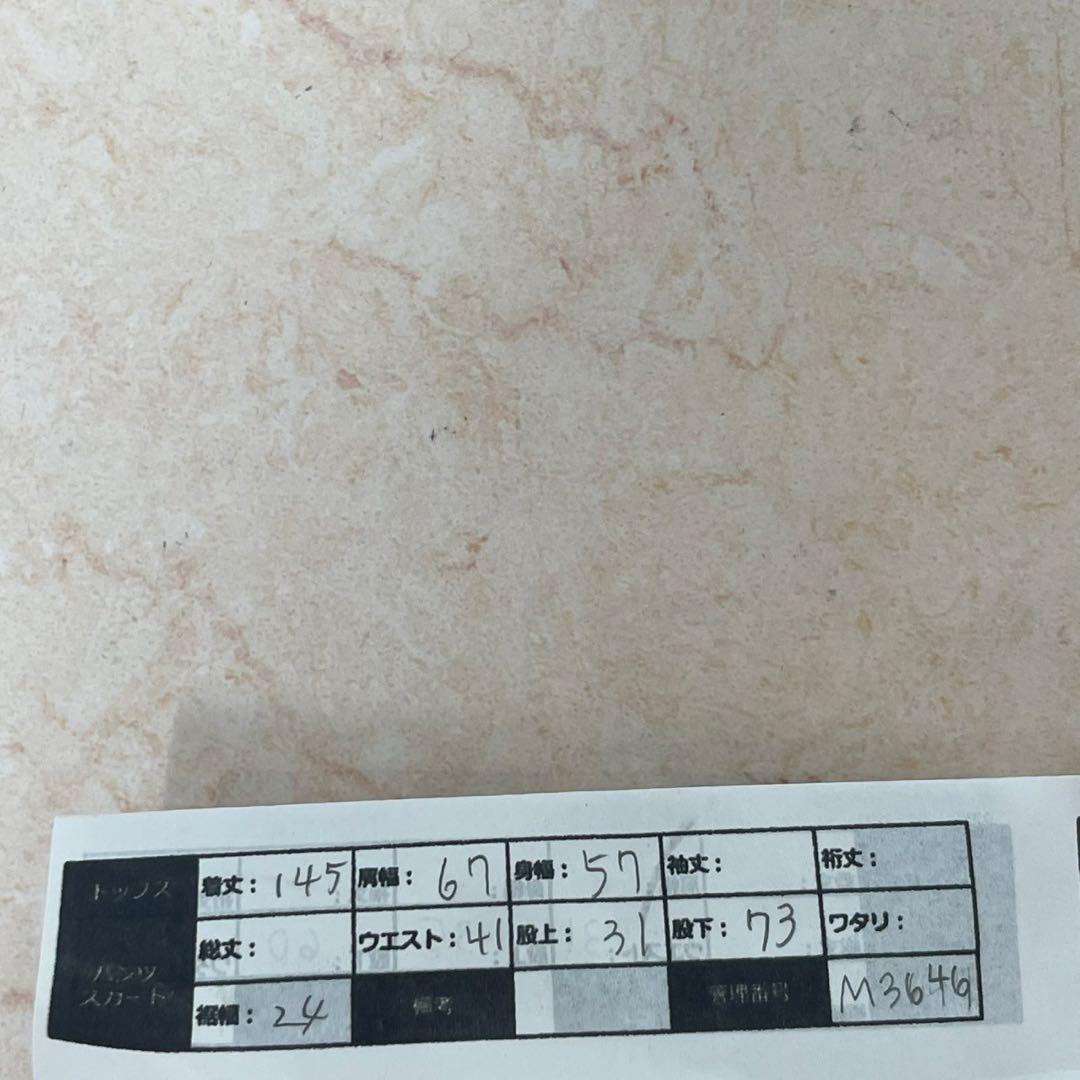 トップス 着丈：145 肩幅：67 身幅：57 袖丈： 裄丈：
パンツ スカート 総丈： ウエスト：41 股上：31 股下：73 ワタリ：
裾幅：24 備考 管理番号 M3646